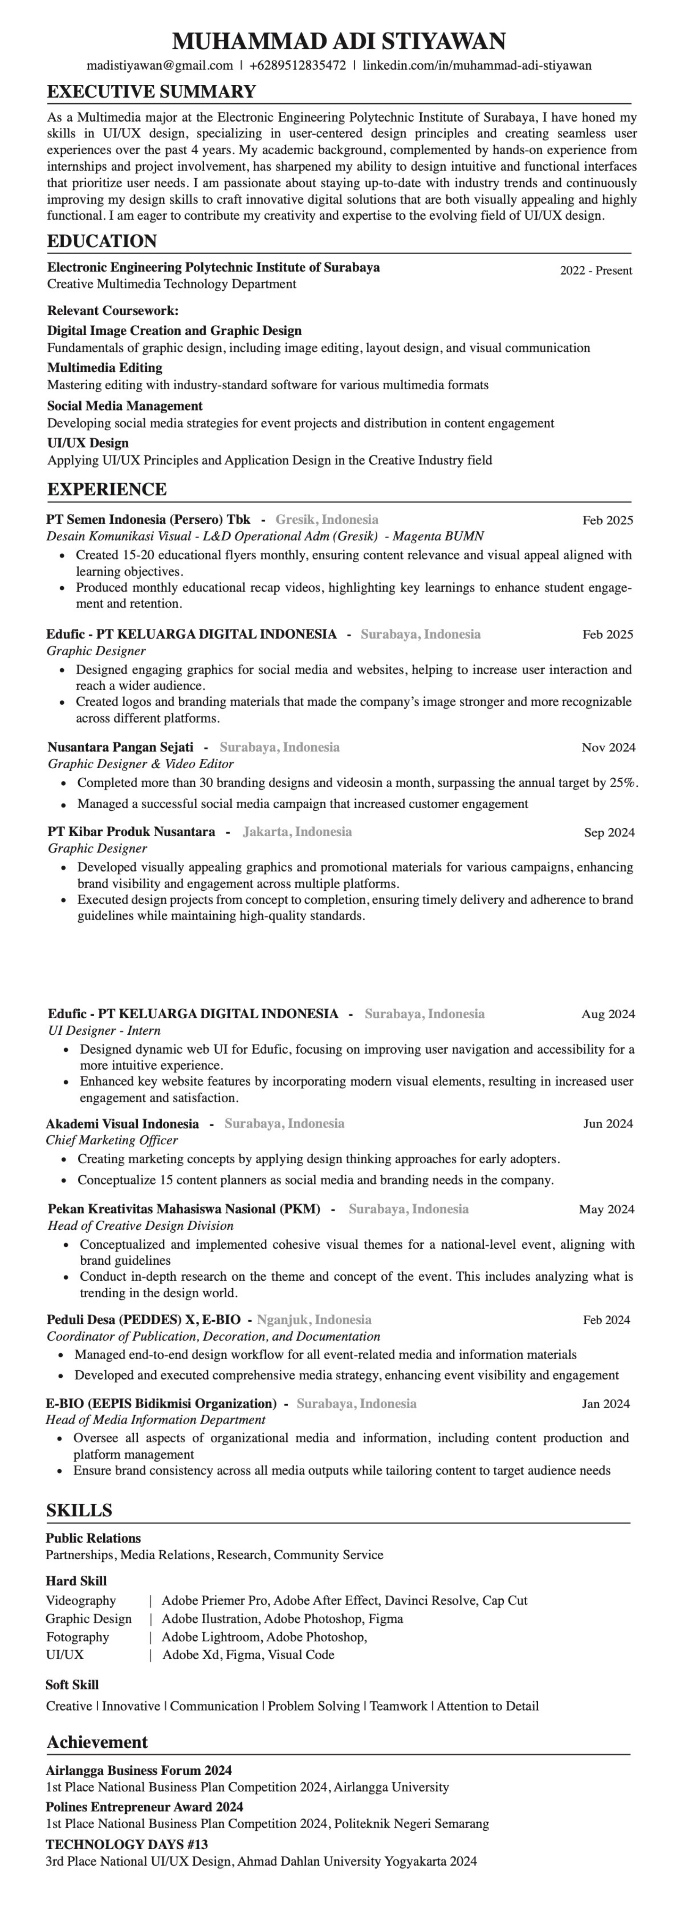 MUHAMMAD ADI STIYAWAN
madistiyawan@gmail.com | +6289512835472 | linkedin.com/in/muhammad-adi-stiyawan
EXECUTIVE SUMMARY
As a Multimedia major at the Electronic Engineering Polytechnic Institute of Surabaya, I have honed my
skills in UI/UX design, specializing in user-centered design principles and creating seamless user
experiences over the past 4 years. My academic background, complemented by hands-on experience from
internships and project involvement, has sharpened my ability to design intuitive and functional interfaces
that prioritize user needs. I am passionate about staying up-to-date with industry trends and continuously
improving my design skills to craft innovative digital solutions that are both visually appealing and highly
functional. I am eager to contribute my creativity and expertise to the evolving field of UI/UX design.
EDUCATION
Electronic Engineering Polytechnic Institute of Surabaya 2022 - Present
Creative Multimedia Technology Department
Relevant Coursework:
Digital Image Creation and Graphic Design
Fundamentals of graphic design, including image editing, layout design, and visual communication
Multimedia Editing
Mastering editing with industry-standard software for various multimedia formats
Social Media Management
Developing social media strategies for event projects and distribution in content engagement
UI/UX Design
Applying UI/UX Principles and Application Design in the Creative Industry field
EXPERIENCE
PT Semen Indonesia (Persero) Tbk - Gresik, Indonesia Feb 2025
Desain Komunikasi Visual - L&D Operational Adm (Gresik) - Magenta BUMN
• Created 15-20 educational flyers monthly, ensuring content relevance and visual appeal aligned with
learning objectives.
• Produced monthly educational recap videos, highlighting key learnings to enhance student engage-
ment and retention.
Edufic - PT KELUARGA DIGITAL INDONESIA - Surabaya, Indonesia Feb 2025
Graphic Designer
• Designed engaging graphics for social media and websites, helping to increase user interaction and
reach a wider audience.
• Created logos and branding materials that made the company's image stronger and more recognizable
across different platforms.
Nusantara Pangan Sejati - Surabaya, Indonesia Nov 2024
Graphic Designer & Video Editor
• Completed more than 30 branding designs and videosin a month, surpassing the annual target by 25%.
• Managed a successful social media campaign that increased customer engagement
PT Kibar Produk Nusantara - Jakarta, Indonesia Sep 2024
Graphic Designer
• Developed visually appealing graphics and promotional materials for various campaigns, enhancing
brand visibility and engagement across multiple platforms.
• Executed design projects from concept to completion, ensuring timely delivery and adherence to brand
guidelines while maintaining high-quality standards.
Edufic - PT KELUARGA DIGITAL INDONESIA - Surabaya, Indonesia Aug 2024
UI Designer - Intern
• Designed dynamic web UI for Edufic, focusing on improving user navigation and accessibility for a
more intuitive experience.
• Enhanced key website features by incorporating modern visual elements, resulting in increased user
engagement and satisfaction.
Akademi Visual Indonesia - Surabaya, Indonesia Jun 2024
Chief Marketing Officer
• Creating marketing concepts by applying design thinking approaches for early adopters.
• Conceptualize 15 content planners as social media and branding needs in the company.
Pekan Kreativitas Mahasiswa Nasional (PKM) - Surabaya, Indonesia May 2024
Head of Creative Design Division
• Conceptualized and implemented cohesive visual themes for a national-level event, aligning with
brand guidelines
• Conduct in-depth research on the theme and concept of the event. This includes analyzing what is
trending in the design world.
Peduli Desa (PEDDES) X, E-BIO - Nganjuk, Indonesia Feb 2024
Coordinator of Publication, Decoration, and Documentation
• Managed end-to-end design workflow for all event-related media and information materials
• Developed and executed comprehensive media strategy, enhancing event visibility and engagement
E-BIO (EEPIS Bidikmisi Organization) - Surabaya, Indonesia Jan 2024
Head of Media Information Department
• Oversee all aspects of organizational media and information, including content production and
platform management
• Ensure brand consistency across all media outputs while tailoring content to target audience needs
SKILLS
Public Relations
Partnerships, Media Relations, Research, Community Service
Hard Skill
Videography | Adobe Priemer Pro, Adobe After Effect, Davinci Resolve, Cap Cut
Graphic Design | Adobe Ilustration, Adobe Photoshop, Figma
Fotography | Adobe Lightroom, Adobe Photoshop,
UI/UX | Adobe Xd, Figma, Visual Code
Soft Skill
Creative | Innovative | Communication | Problem Solving | Teamwork | Attention to Detail
Achievement
Airlangga Business Forum 2024
1st Place National Business Plan Competition 2024, Airlangga University
Polines Entrepreneur Award 2024
1st Place National Business Plan Competition 2024, Politeknik Negeri Semarang
TECHNOLOGY DAYS #13
3rd Place National UI/UX Design, Ahmad Dahlan University Yogyakarta 2024